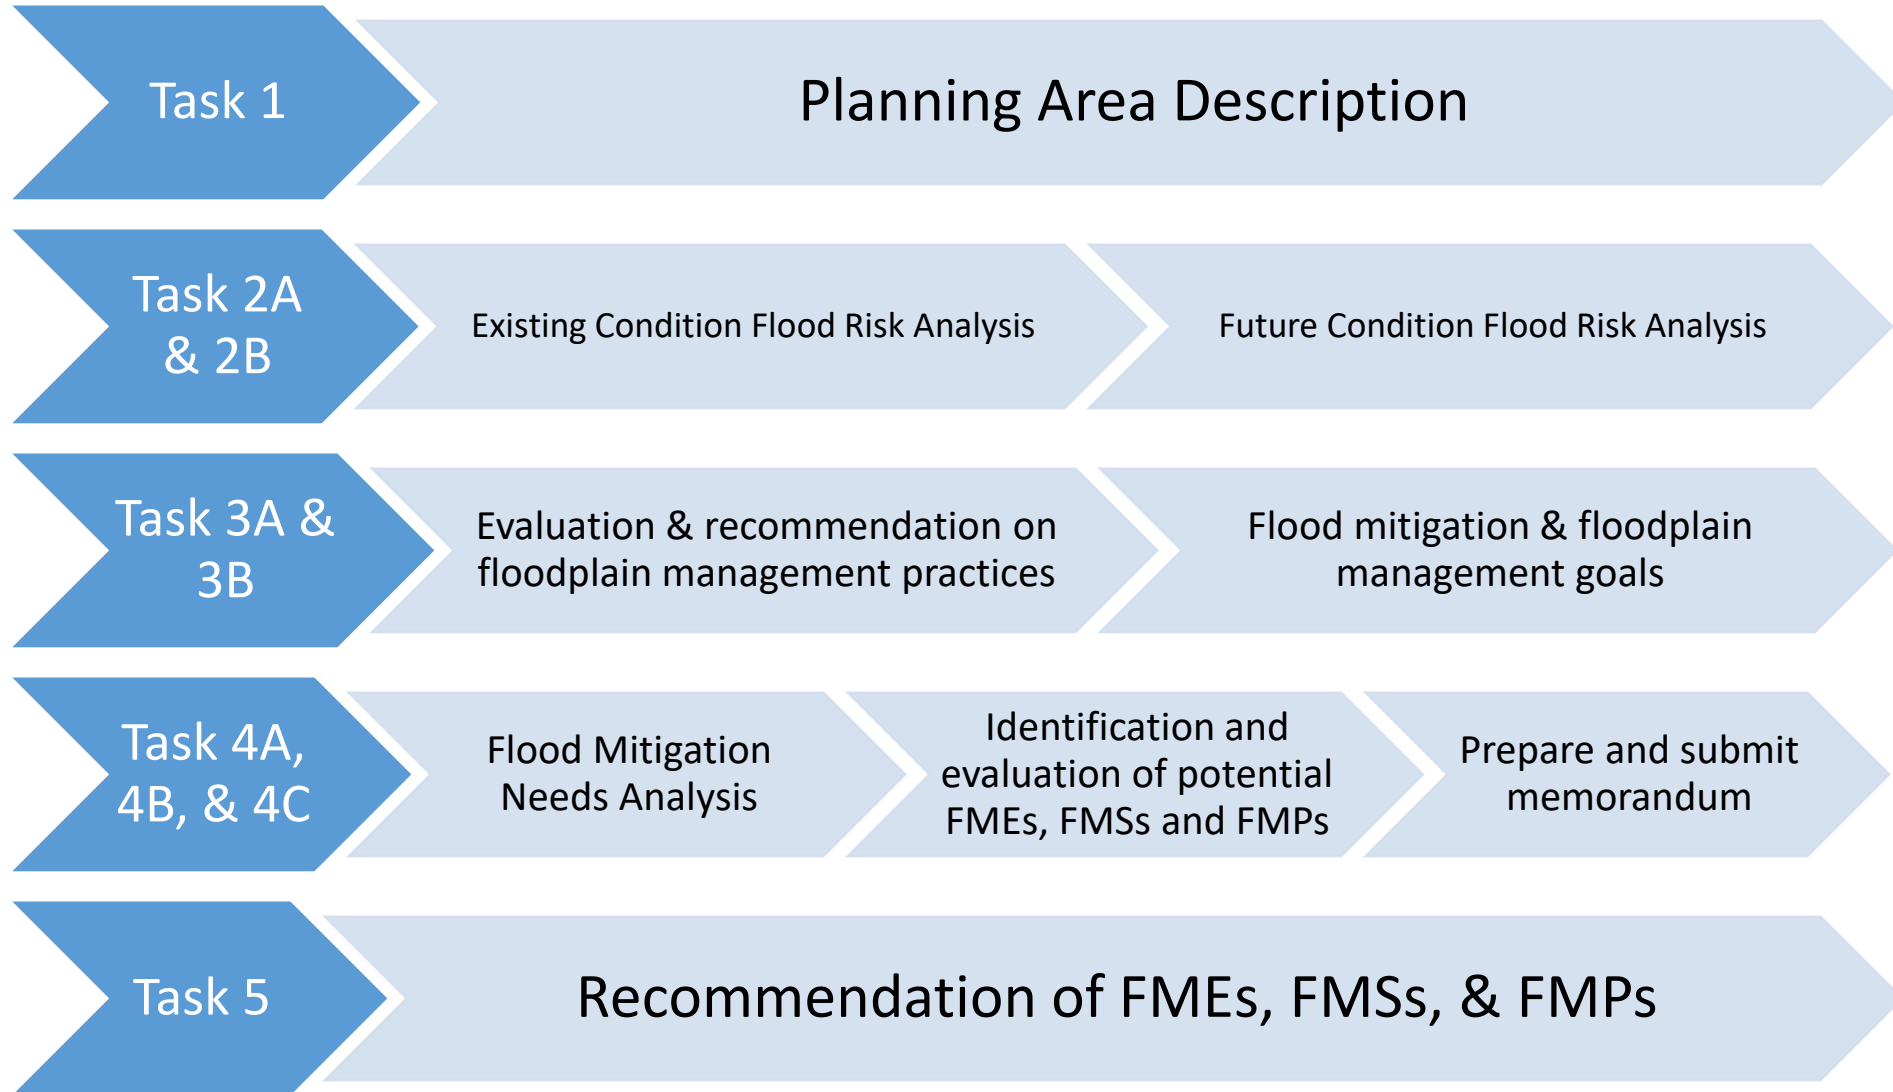 Task 1
Planning Area Description
Task 2A
& 2B
Existing Condition Flood Risk Analysis
Future Condition Flood Risk Analysis
Task 3A &
3B
Evaluation & recommendation on
floodplain management practices
Flood mitigation & floodplain
management goals
Task 4A,
4B, & 4C
Flood Mitigation
Needs Analysis
Identification and
evaluation of potential
FMEs, FMSs and FMPs
Prepare and submit
memorandum
Task 5
Recommendation of FMEs, FMSs, & FMPs